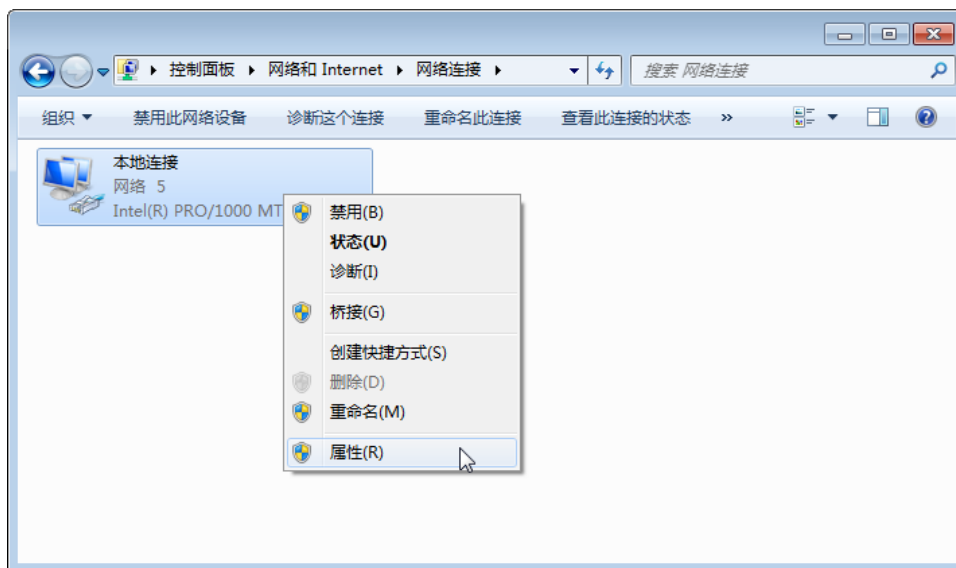 控制面板 网络和 Internet 网络连接 搜索 网络连接
组织 禁用此网络设备 诊断这个连接 重命名此连接 查看此连接的状态 »
本地连接
网络 5
Intel(R) PRO/1000 MT
禁用(B)
状态(U)
诊断(I)
桥接(G)
创建快捷方式(S)
删除(D)
重命名(M)
属性(R)